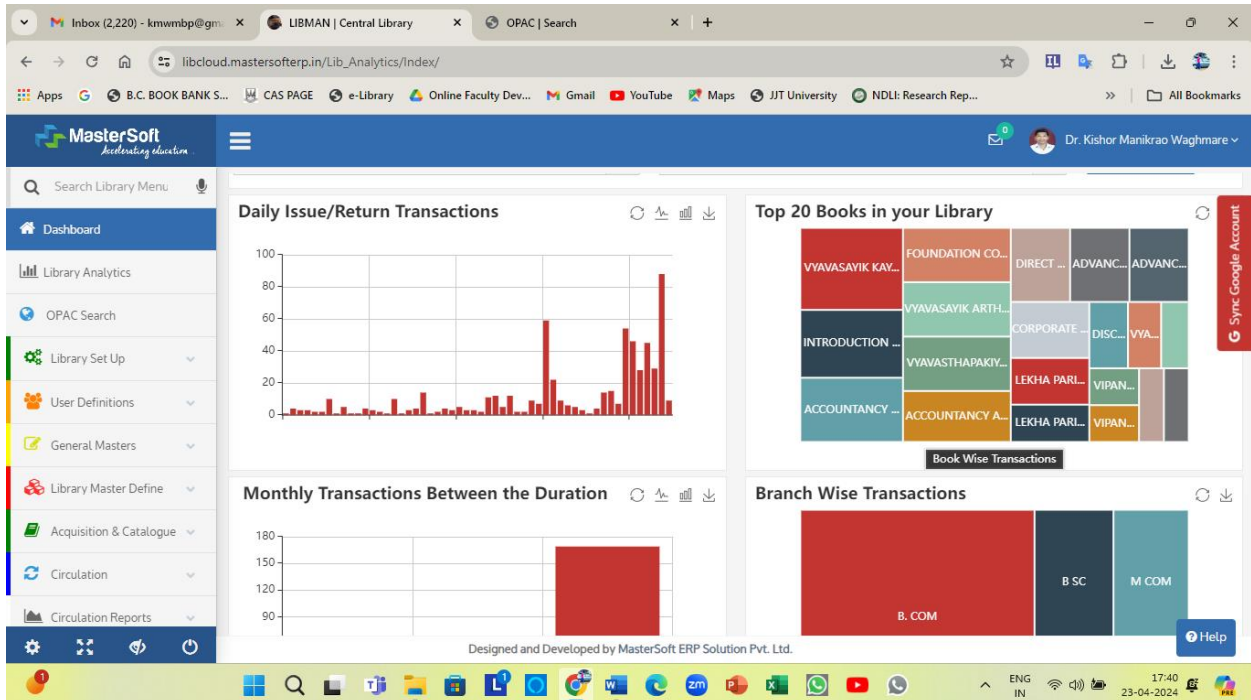 Inbox (2,220) - kmwmbp@gm
LIBMAN | Central Library
OPAC | Search
libcloud.mastersofterp.in/Lib_Analytics/Index/
Apps
B.C. BOOK BANK S...
CAS PAGE
e-Library
Online Faculty Dev...
Gmail
YouTube
Maps
JJT University
NDLI: Research Rep...
»
All Bookmarks
MasterSoft
Accelerating education
0
Dr. Kishor Manikrao Waghmare
Search Library Menu
Dashboard
Library Analytics
OPAC Search
Library Set Up
User Definitions
General Masters
Library Master Define
Acquisition & Catalogue
Circulation
Circulation Reports
Daily Issue/Return Transactions
100
80
60
40
20
0
Top 20 Books in your Library
VYAVASAYIK KAY...
INTRODUCTION ...
ACCOUNTANCY ...
FOUNDATION CO...
VYAVASAYIK ARTH...
VYAVASTHAPAKIY...
ACCOUNTANCY A...
DIRECT ...
ADVANC...
ADVANC...
CORPORATE ...
DISC...
VYA...
LEKHA PARI...
VIPAN...
LEKHA PARI...
VIPAN...
Book Wise Transactions
G Sync Google Account
Monthly Transactions Between the Duration
180
150
120
90
Branch Wise Transactions
B. COM
B SC
M COM
Help
Designed and Developed by MasterSoft ERP Solution Pvt. Ltd.
1
ENG
IN
17:40
23-04-2024
PRE